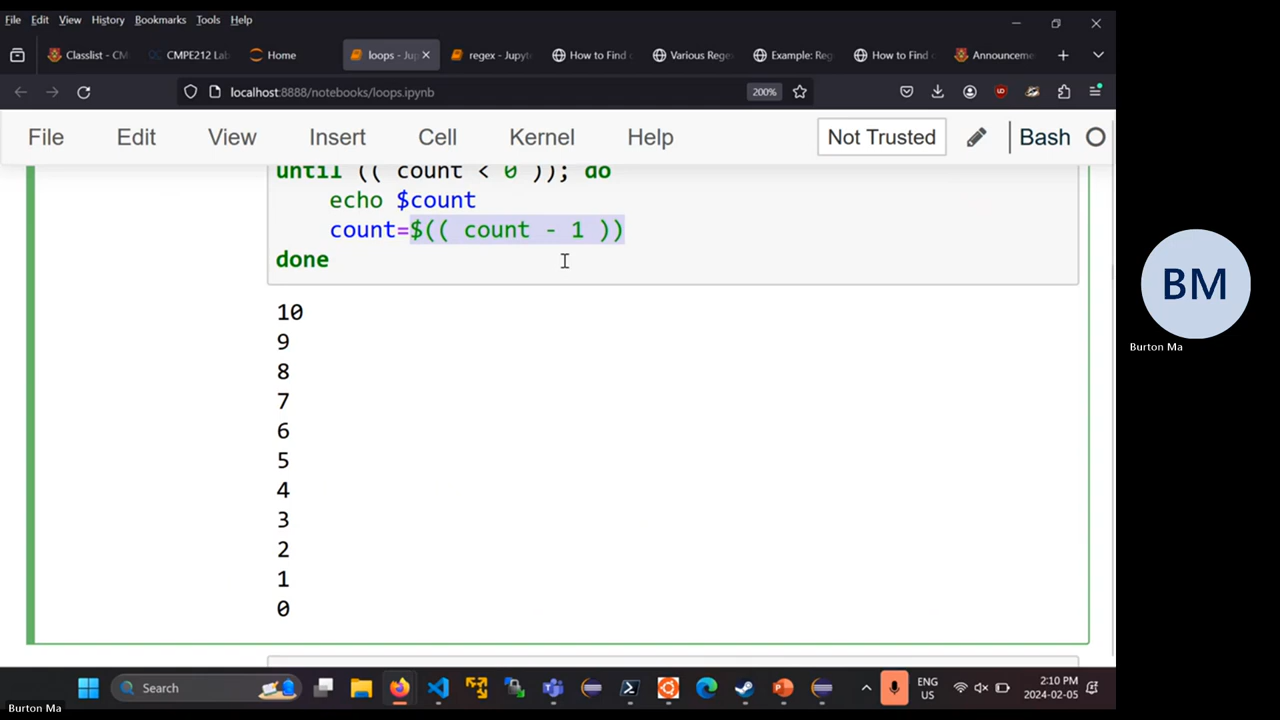 File Edit View History Bookmarks Tools Help
Classlist - CM
CMPE212 Lab
Home
loops - Jup
regex - Jupyt
How to Find o
Various Rege
Example: Reg
How to Find o
Announceme
localhost:8888/notebooks/loops.ipynb
200%
File Edit View Insert Cell Kernel Help
Not Trusted
Bash
until (( count < 0 )); do
echo $count
count=$(( count - 1 ))
done
10
9
8
7
6
5
4
3
2
1
0
BM
Burton Ma
Search
ENG
US
2:10 PM
2024-02-05
Burton Ma